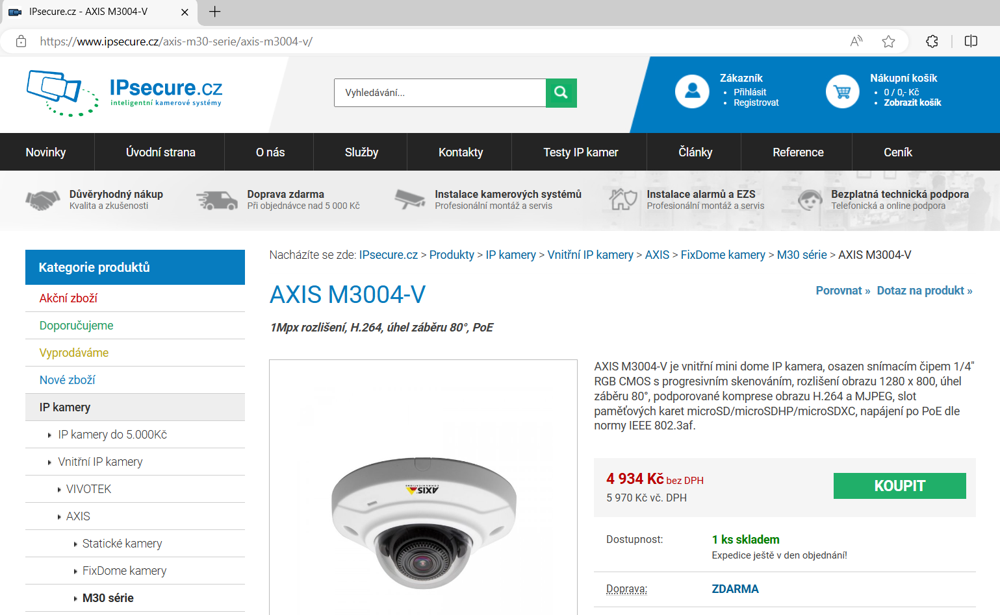 IPsecure.cz - AXIS M3004-V
https://www.ipsecure.cz/axis-m30-serie/axis-m3004-v/
IPsecure.cz
inteligentní kamerové systémy
Vyhledávání...
Zákazník
Přihlásit
Registrovat
Nákupní košík
0 / 0,- Kč
Zobrazit košík
Novinky
Úvodní strana
O nás
Služby
Kontakty
Testy IP kamer
Články
Reference
Ceník
Důvěryhodný nákup
Kvalita a zkušenosti
Doprava zdarma
Při objednávce nad 5 000 Kč
Instalace kamerových systémů
Profesionální montáž a servis
Instalace alarmů a EZS
Profesionální montáž a servis
Bezplatná technická podpora
Telefonická a online podpora
Kategorie produktů
Akční zboží
Doporučujeme
Vyprodáváme
Nové zboží
IP kamery
IP kamery do 5.000Kč
Vnitřní IP kamery
VIVOTEK
AXIS
Statické kamery
FixDome kamery
M30 série
Nacházíte se zde: IPsecure.cz > Produkty > IP kamery > Vnitřní IP kamery > AXIS > FixDome kamery > M30 série > AXIS M3004-V
AXIS M3004-V
Porovnat » Dotaz na produkt »
1Mpx rozlišení, H.264, úhel záběru 80°, PoE
AXIS
COMMUNICATIONS
AXIS M3004-V je vnitřní mini dome IP kamera, osazen snímacím čipem 1/4"
RGB CMOS s progresivním skenováním, rozlišení obrazu 1280 x 800, úhel
záběru 80°, podporované komprese obrazu H.264 a MJPEG, slot
paměťových karet microSD/microSDHP/microSDXC, napájení po PoE dle
normy IEEE 802.3af.
4 934 Kč bez DPH
5 970 Kč vč. DPH
KOUPIT
Dostupnost:
1 ks skladem
Expedice ještě v den objednání!
Doprava:
ZDARMA